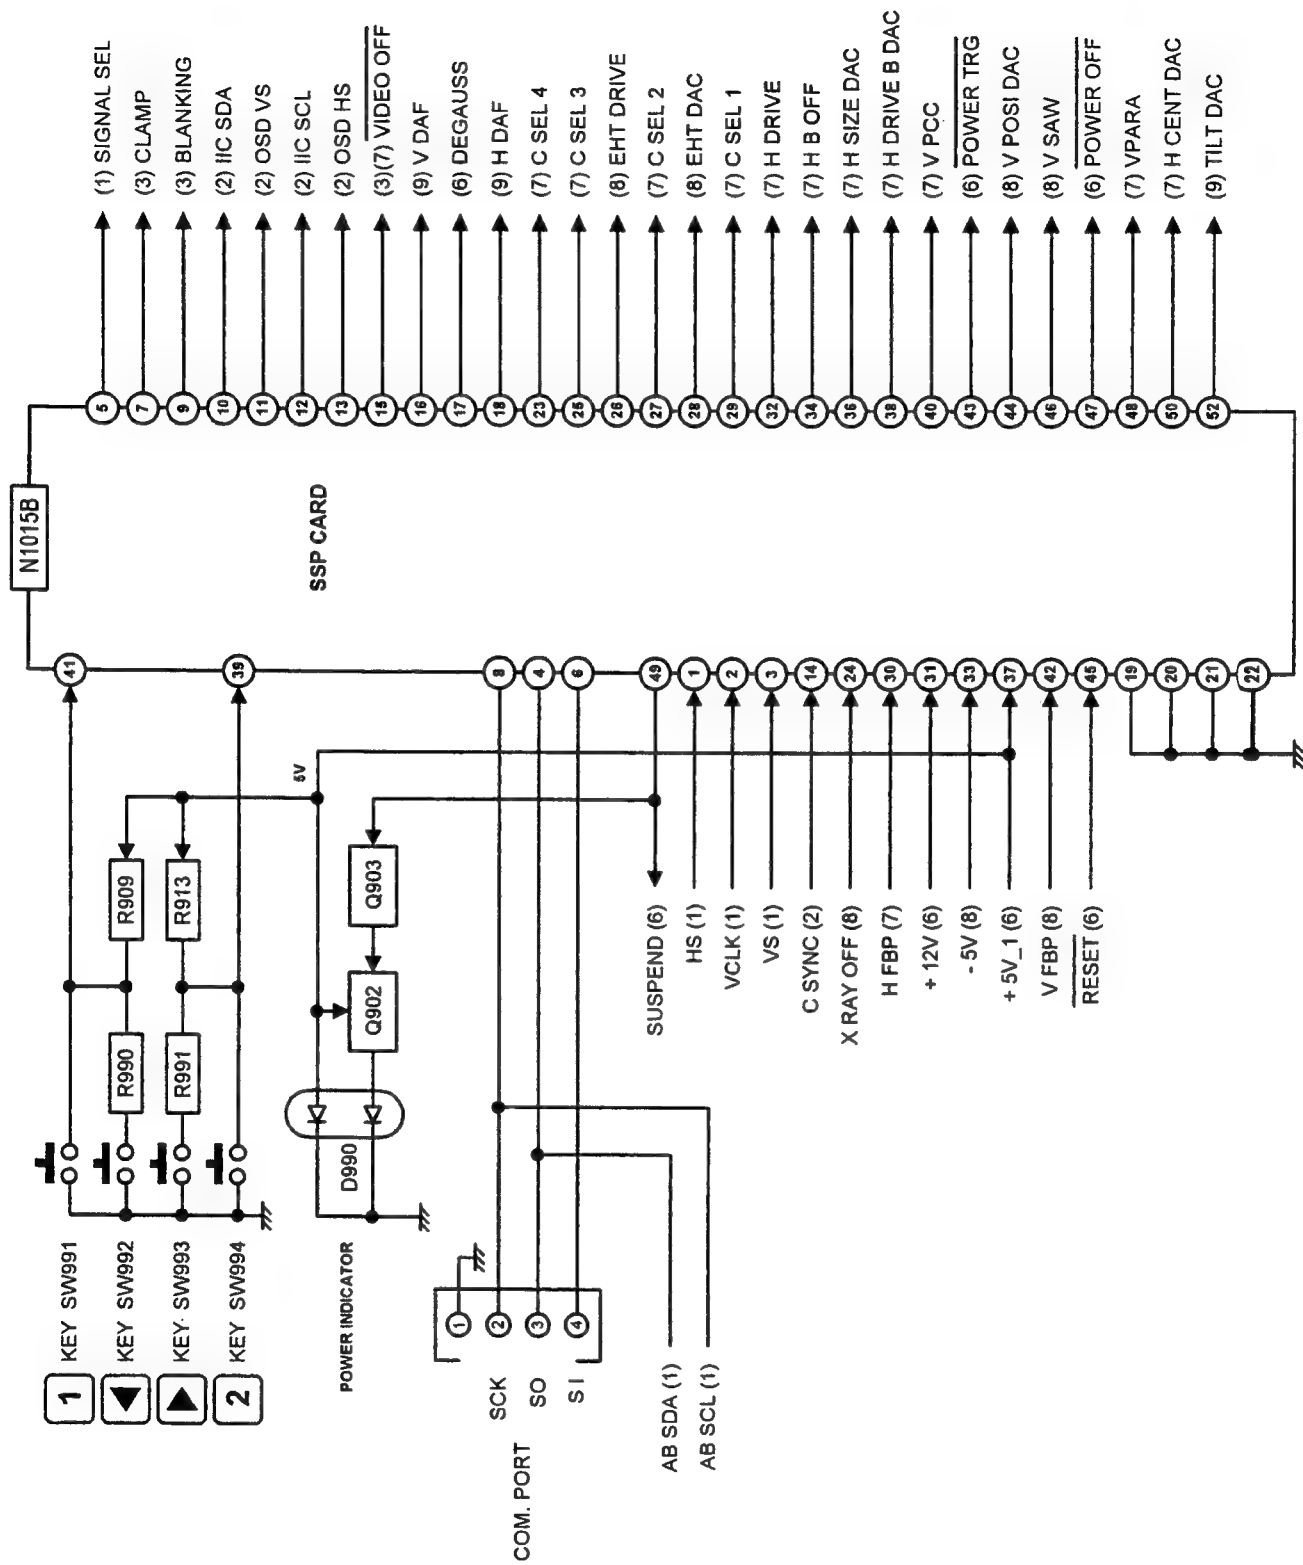 1 KEY SW991
KEY SW992
KEY· SW993
2 KEY SW994
R990
R909
R991
R913
5V
POWER INDICATOR
D990
Q902
Q903
COM. PORT
1
SCK 2
SO 3
S I 4
AB SDA (1)
AB SCL (1)
SUSPEND (6)
HS (1)
VCLK (1)
VS (1)
C SYNC (2)
X RAY OFF (8)
H FBP (7)
+ 12V (6)
- 5V (8)
+ 5V_1 (6)
V FBP (8)
RESET (6)
41
39
8
4
6
49
1
2
3
14
24
30
31
33
37
42
45
19
20
21
22
N1015B
SSP CARD
5 (1) SIGNAL SEL
7 (3) CLAMP
9 (3) BLANKING
10 (2) IIC SDA
11 (2) OSD VS
12 (2) IIC SCL
13 (2) OSD HS
15 (3)(7) VIDEO OFF
16 (9) V DAF
17 (6) DEGAUSS
18 (9) H DAF
23 (7) C SEL 4
25 (7) C SEL 3
26 (8) EHT DRIVE
27 (7) C SEL 2
28 (8) EHT DAC
29 (7) C SEL 1
32 (7) H DRIVE
34 (7) H B OFF
36 (7) H SIZE DAC
38 (7) H DRIVE B DAC
40 (7) V PCC
43 (6) POWER TRG
44 (8) V POSI DAC
46 (8) V SAW
47 (6) POWER OFF
48 (7) VPARA
50 (7) H CENT DAC
52 (9) TILT DAC